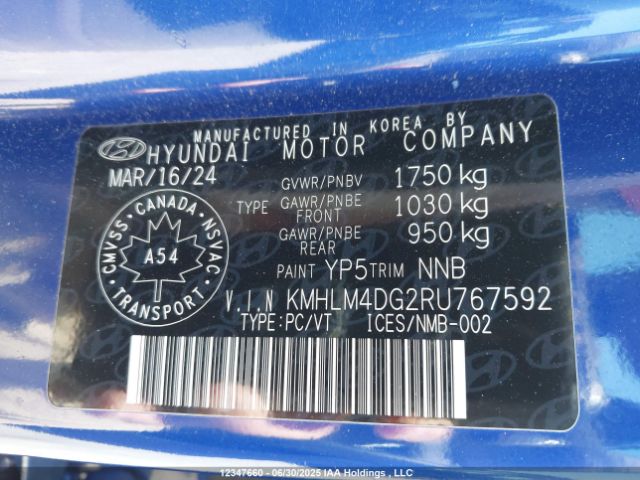 MANUFACTURED IN KOREA BY
HYUNDAI MOTOR COMPANY
MAR/16/24
GVWR/PNBV 1750 kg
TYPE GAWR/PNBE FRONT 1030 kg
GAWR/PNBE REAR 950 kg
PAINT YP5 TRIM NNB
CANADA
CMVSS NSVAC
A54
TRANSPORT
V.I.N KMHLM4DG2RU767592
TYPE:PC/VT ICES/NMB-002
12347660 - 06/30/2025 IAA Holdings , LLC